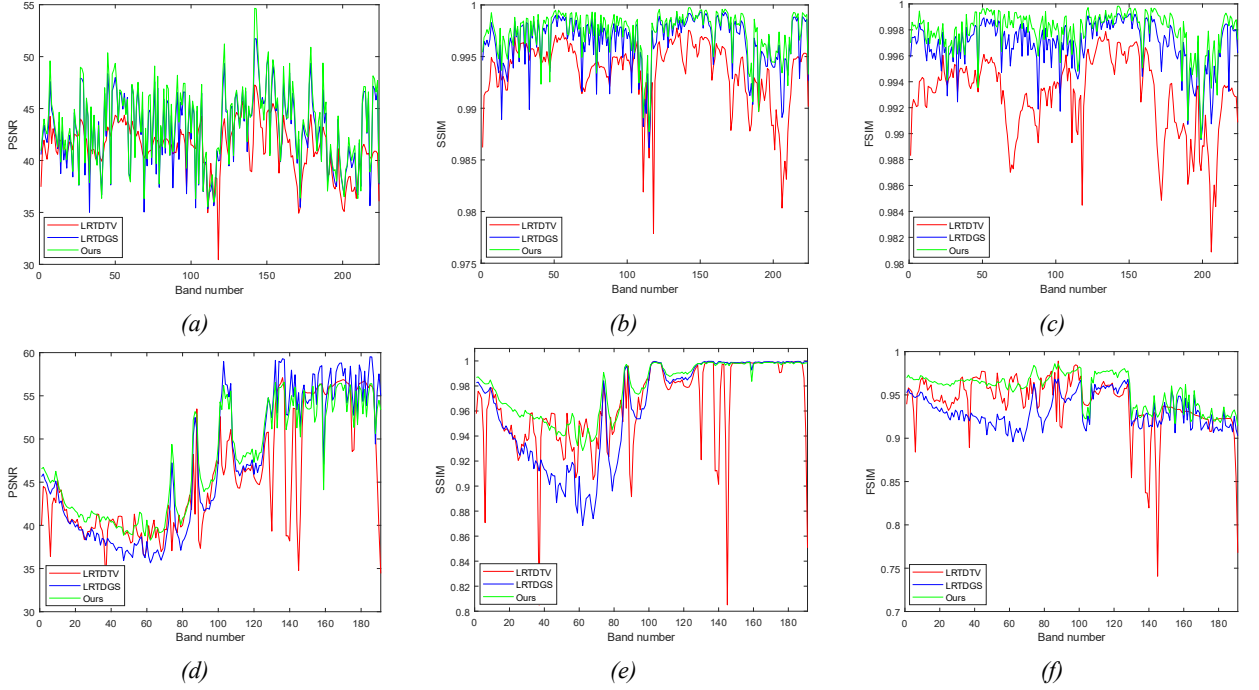 55
50
45
40
35
30
PSNR
LRTDTV
LRTDGS
Ours
0 50 100 150 200
Band number
(a)
1
0.995
0.99
0.985
0.98
0.975
SSIM
LRTDTV
LRTDGS
Ours
0 50 100 150 200
Band number
(b)
1
0.998
0.996
0.994
0.992
0.99
0.988
0.986
0.984
0.982
0.98
FSIM
LRTDTV
LRTDGS
Ours
0 50 100 150 200
Band number
(c)
60
55
50
45
40
35
30
PSNR
LRTDTV
LRTDGS
Ours
0 20 40 60 80 100 120 140 160 180
Band number
(d)
1
0.98
0.96
0.94
0.92
0.9
0.88
0.86
0.84
0.82
0.8
SSIM
LRTDTV
LRTDGS
Ours
0 20 40 60 80 100 120 140 160 180
Band number
(e)
1
0.95
0.9
0.85
0.8
0.75
0.7
FSIM
LRTDTV
LRTDGS
Ours
0 20 40 60 80 100 120 140 160 180
Band number
(f)